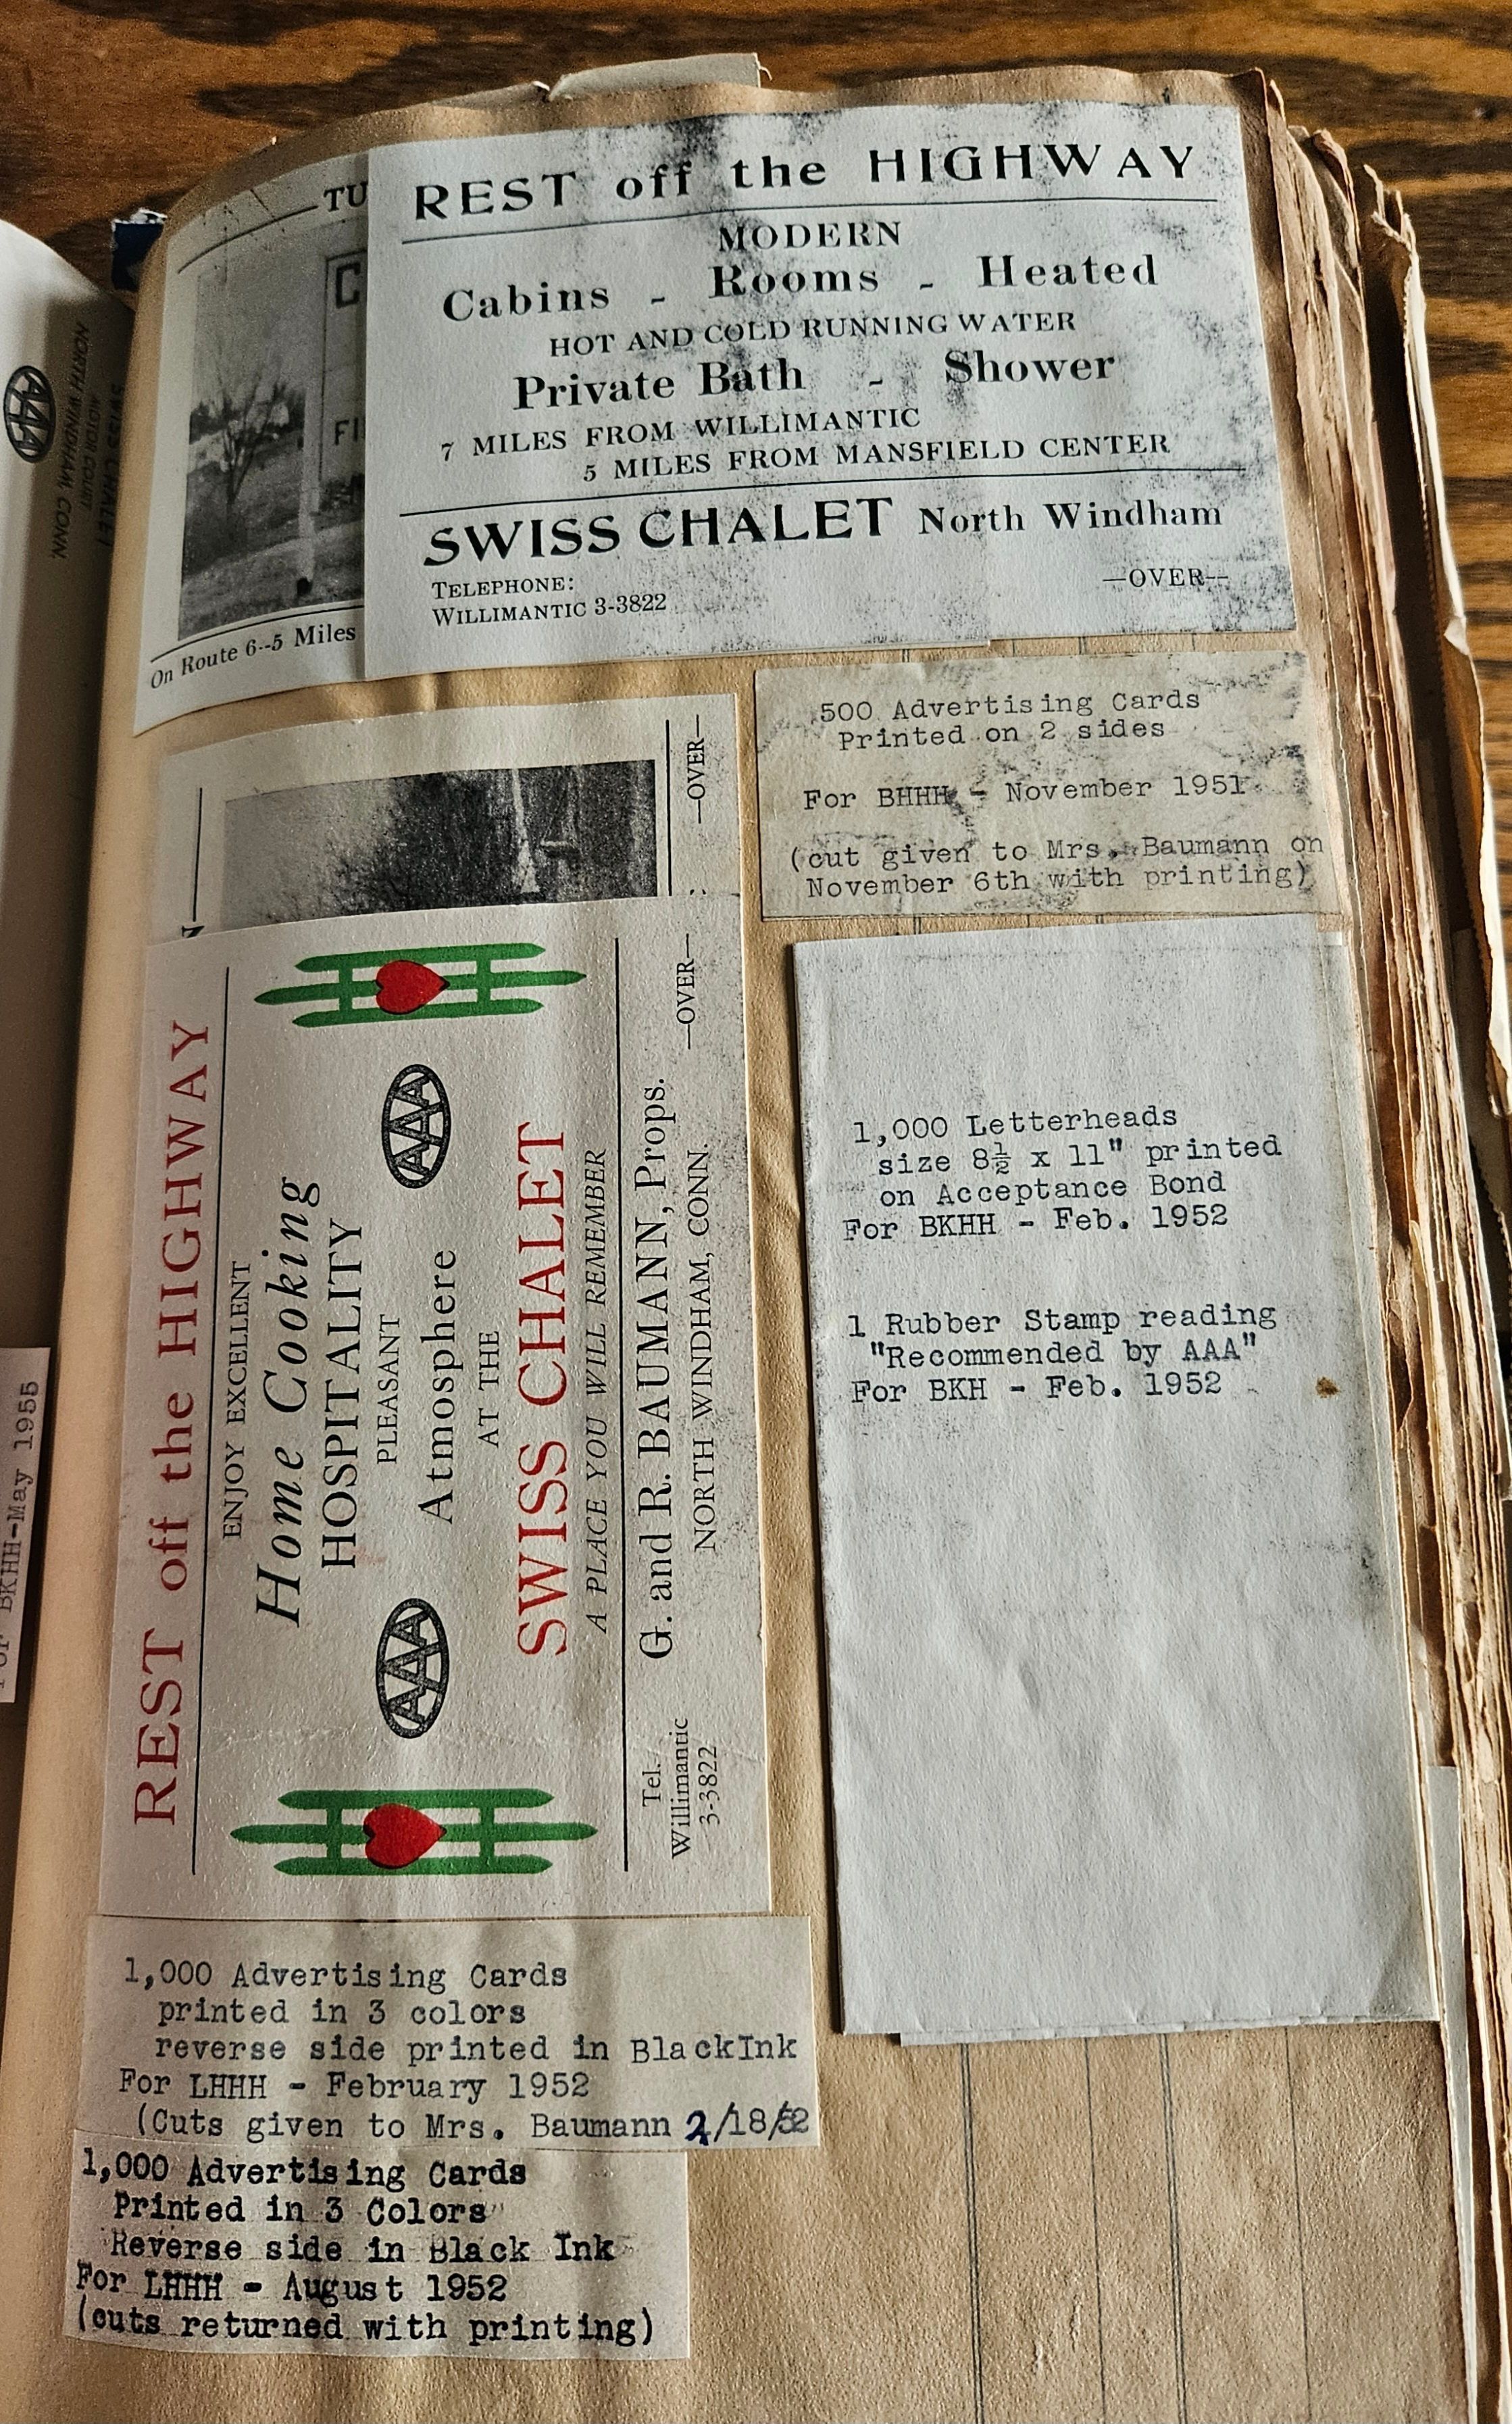 TU
C
FI
On Route 6--5 Miles
REST off the HIGHWAY
MODERN
Cabins - Rooms - Heated
HOT AND COLD RUNNING WATER
Private Bath - Shower
7 MILES FROM WILLIMANTIC
5 MILES FROM MANSFIELD CENTER
SWISS CHALET North Windham
TELEPHONE:
WILLIMANTIC 3-3822
—OVER—
AAA
SWISS CHALET
MOTOR COURT
NORTH WINDHAM, CONN.
500 Advertising Cards
Printed on 2 sides
For BHHH - November 1951
(cut given to Mrs. Baumann on
November 6th with printing)
—OVER—
REST off the HIGHWAY
ENJOY EXCELLENT
Home Cooking
HOSPITALITY
PLEASANT
AAA Atmosphere AAA
AT THE
SWISS CHALET
A PLACE YOU WILL REMEMBER
G. and R. BAUMANN, Props.
NORTH WINDHAM, CONN.
Tel.
Willimantic
3-3822
—OVER—
1,000 Letterheads
size 8½ x 11" printed
on Acceptance Bond
For BKHH - Feb. 1952
1 Rubber Stamp reading
"Recommended by AAA"
For BKH - Feb. 1952
For BKHH-May 1955
1,000 Advertising Cards
printed in 3 colors
reverse side printed in BlackInk
For LHHH - February 1952
(Cuts given to Mrs. Baumann 2/18/52
1,000 Advertising Cards
Printed in 3 Colors
Reverse side in Black Ink
For LHHH - August 1952
(cuts returned with printing)